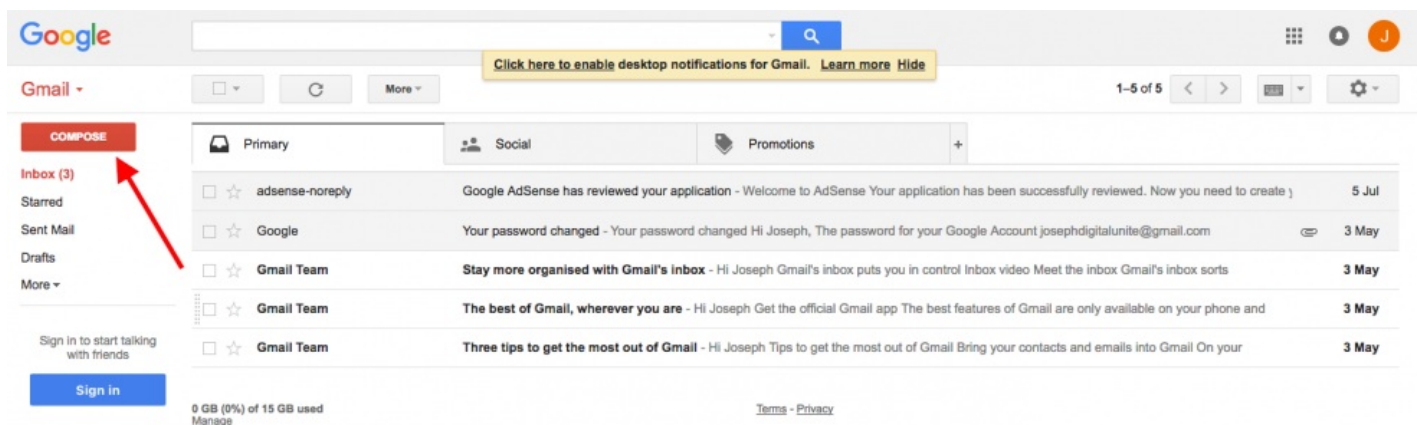 Google
Click here to enable desktop notifications for Gmail. Learn more Hide
Gmail
More
1–5 of 5
COMPOSE
Primary
Social
Promotions
+
Inbox (3)
Starred
Sent Mail
Drafts
More
adsense-noreply Google AdSense has reviewed your application - Welcome to AdSense Your application has been successfully reviewed. Now you need to create 5 Jul
Google Your password changed - Your password changed Hi Joseph, The password for your Google Account josephdigitalunite@gmail.com 3 May
Gmail Team Stay more organised with Gmail's inbox - Hi Joseph Gmail's inbox puts you in control Inbox video Meet the inbox Gmail's inbox sorts 3 May
Gmail Team The best of Gmail, wherever you are - Hi Joseph Get the official Gmail app The best features of Gmail are only available on your phone and 3 May
Gmail Team Three tips to get the most out of Gmail - Hi Joseph Tips to get the most out of Gmail Bring your contacts and emails into Gmail On your 3 May
Sign in to start talking
with friends
Sign in
0 GB (0%) of 15 GB used
Manage
Terms - Privacy
J